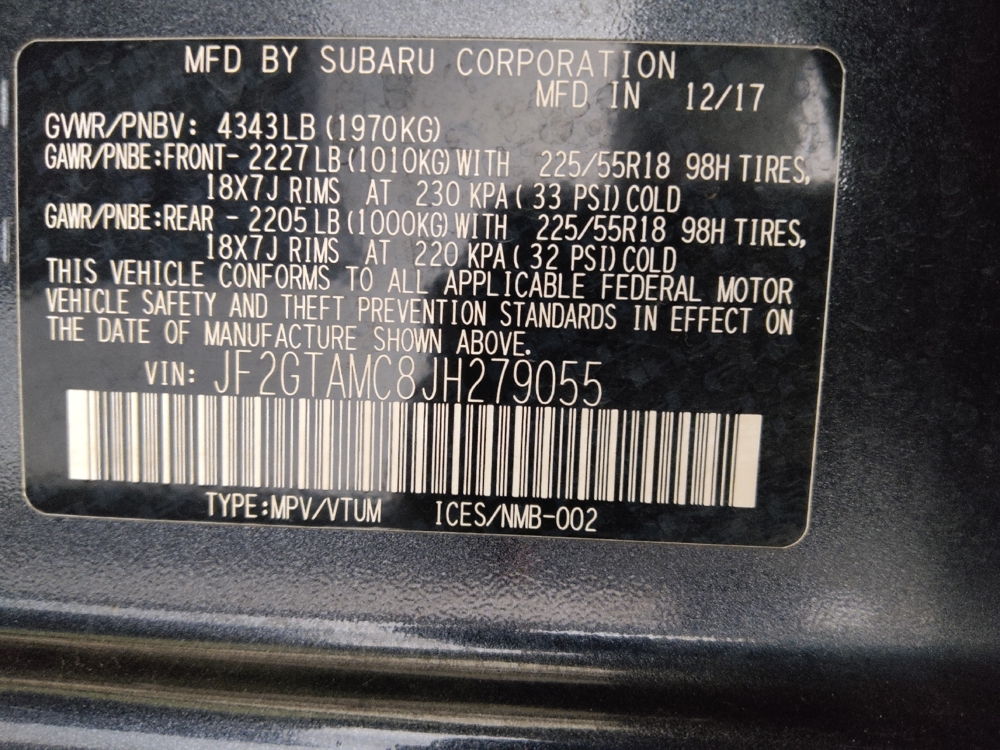 MFD BY SUBARU CORPORATION
MFD IN 12/17
GVWR/PNBV: 4343LB (1970KG)
GAWR/PNBE:FRONT- 2227LB(1010KG)WITH 225/55R18 98H TIRES,
18X7J RIMS AT 230 KPA( 33 PSI)COLD
GAWR/PNBE:REAR - 2205LB(1000KG)WITH 225/55R18 98H TIRES,
18X7J RIMS AT 220 KPA( 32 PSI)COLD
THIS VEHICLE CONFORMS TO ALL APPLICABLE FEDERAL MOTOR
VEHICLE SAFETY AND THEFT PREVENTION STANDARDS IN EFFECT ON
THE DATE OF MANUFACTURE SHOWN ABOVE.
VIN: JF2GTAMC8JH279055
TYPE:MPV/VTUM ICES/NMB-002